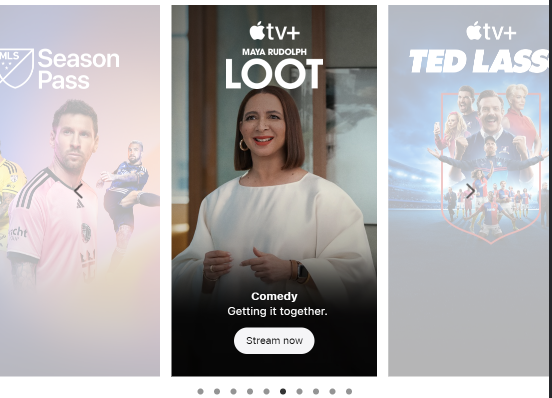 MLS
Season
Pass
tv+
MAYA RUDOLPH
LOOT
Comedy
Getting it together.
Stream now
tv+
TED LASS